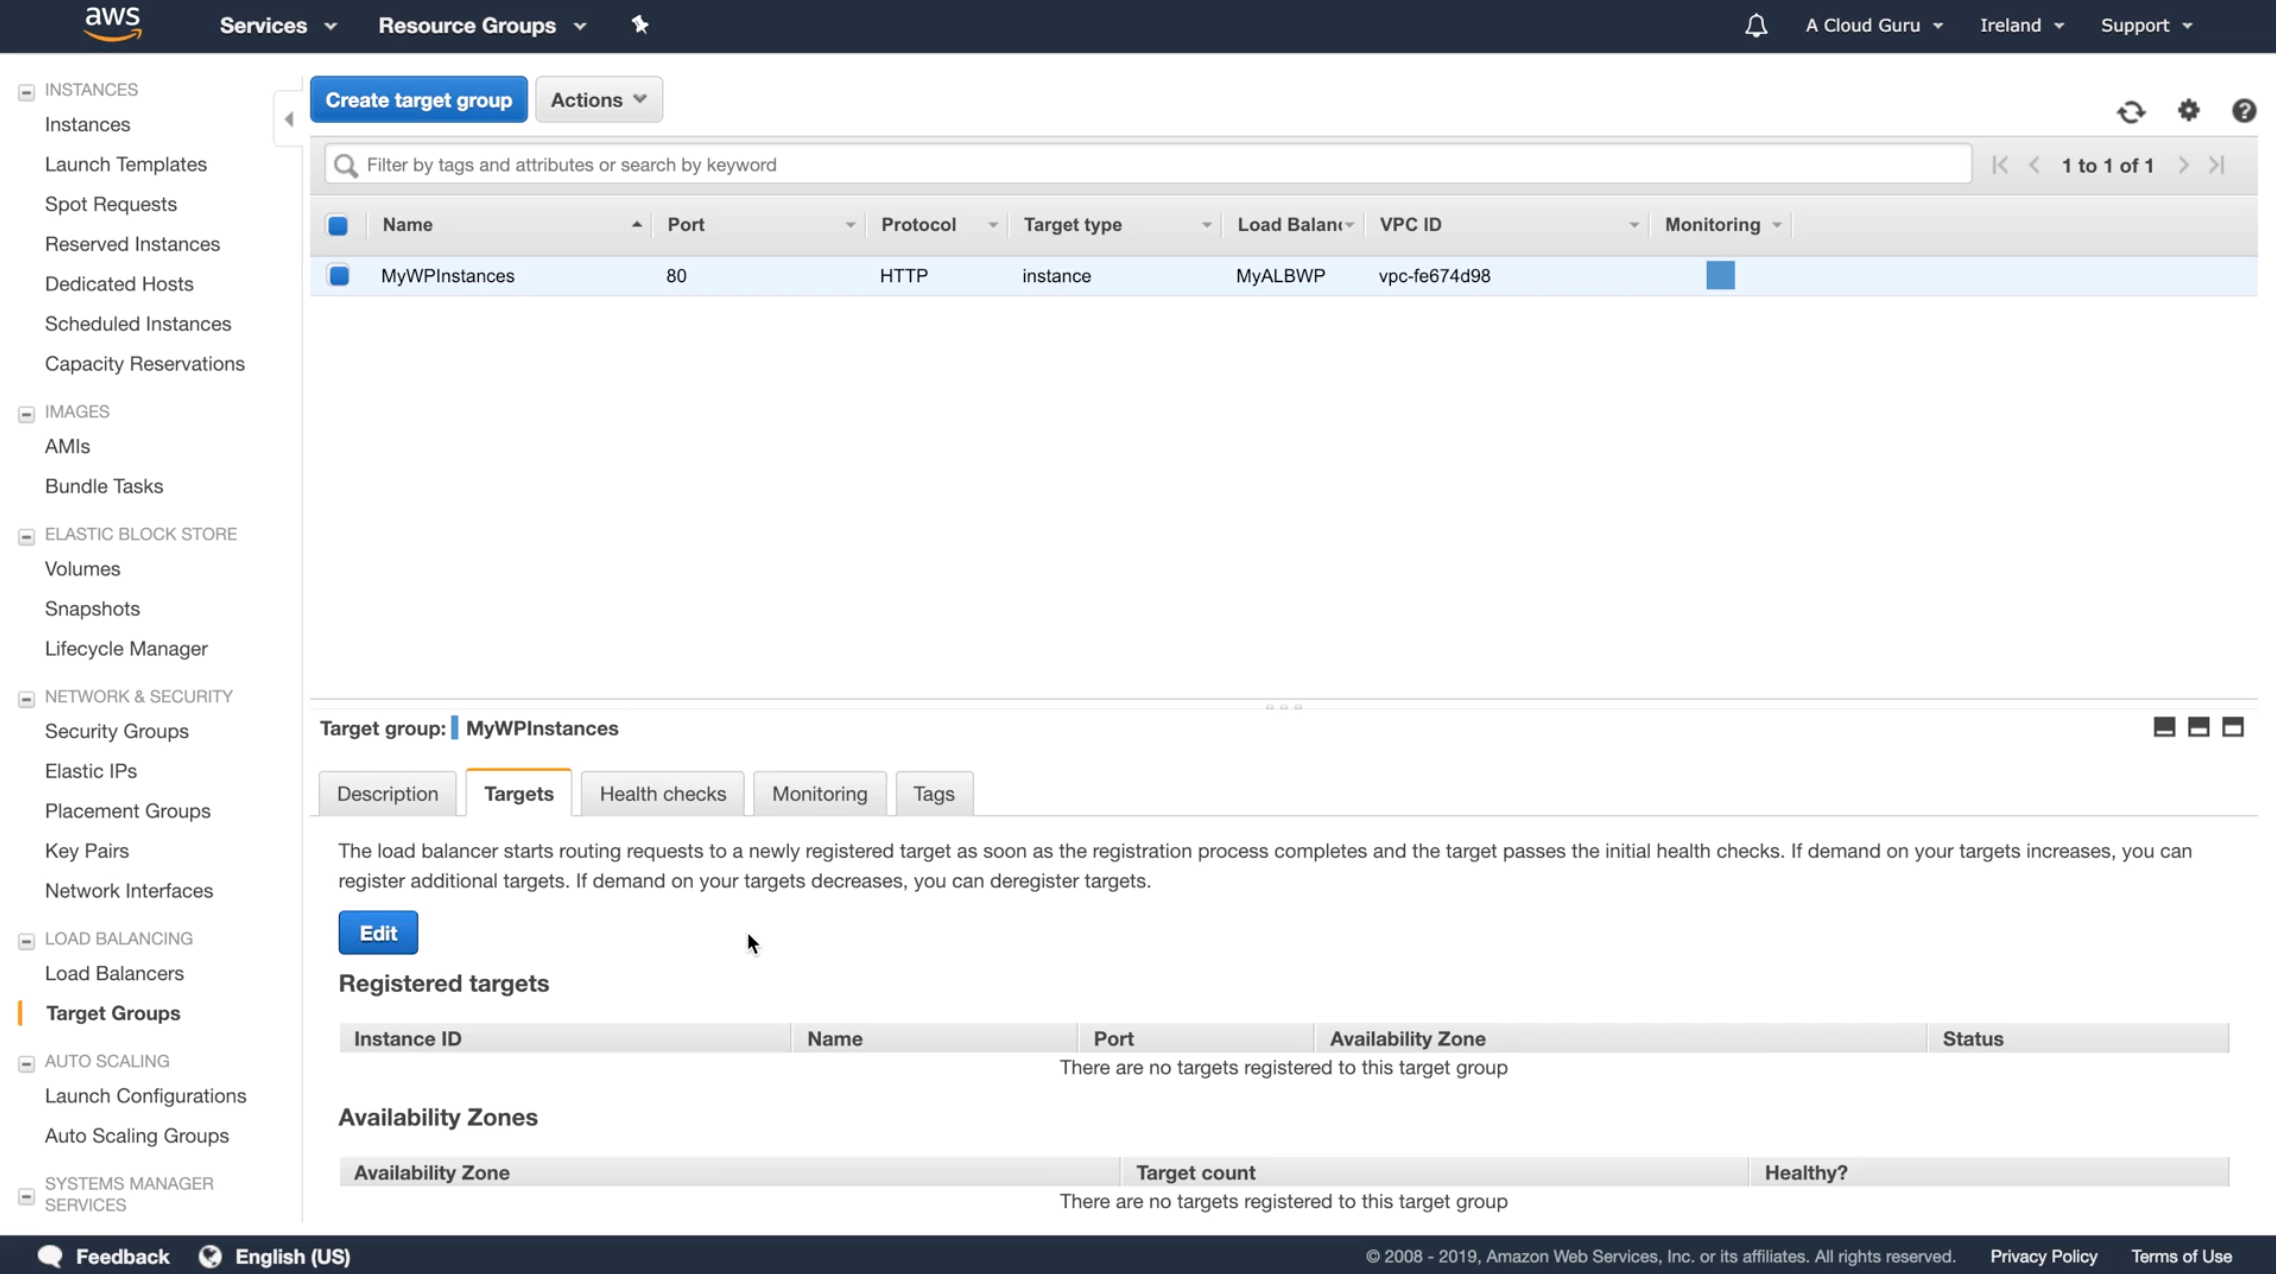 aws
Services
Resource Groups
A Cloud Guru
Ireland
Support
INSTANCES
Instances
Launch Templates
Spot Requests
Reserved Instances
Dedicated Hosts
Scheduled Instances
Capacity Reservations
IMAGES
AMIs
Bundle Tasks
ELASTIC BLOCK STORE
Volumes
Snapshots
Lifecycle Manager
NETWORK & SECURITY
Security Groups
Elastic IPs
Placement Groups
Key Pairs
Network Interfaces
LOAD BALANCING
Load Balancers
Target Groups
AUTO SCALING
Launch Configurations
Auto Scaling Groups
SYSTEMS MANAGER
SERVICES
Create target group
Actions
Filter by tags and attributes or search by keyword
1 to 1 of 1
Name Port Protocol Target type Load Balanc VPC ID Monitoring
MyWPInstances 80 HTTP instance MyALBWP vpc-fe674d98
Target group: MyWPInstances
Description Targets Health checks Monitoring Tags
The load balancer starts routing requests to a newly registered target as soon as the registration process completes and the target passes the initial health checks. If demand on your targets increases, you can
register additional targets. If demand on your targets decreases, you can deregister targets.
Edit
Registered targets
Instance ID Name Port Availability Zone Status
There are no targets registered to this target group
Availability Zones
Availability Zone Target count Healthy?
There are no targets registered to this target group
Feedback
English (US)
© 2008 - 2019, Amazon Web Services, Inc. or its affiliates. All rights reserved.
Privacy Policy
Terms of Use